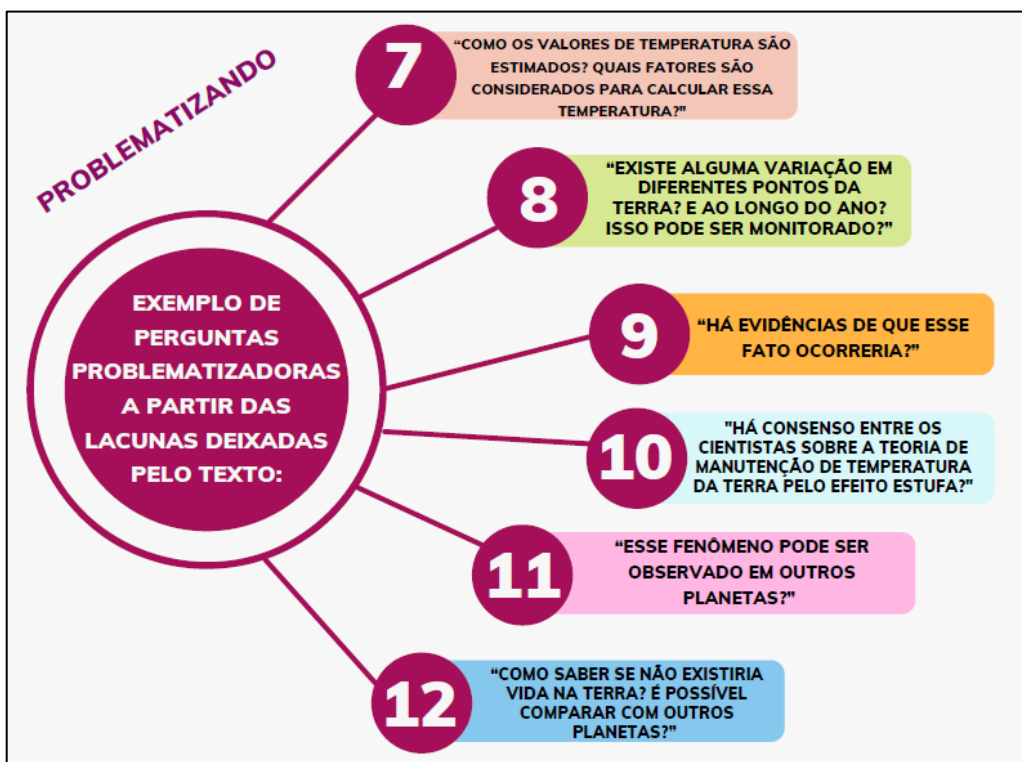 PROBLEMATIZANDO
EXEMPLO DE
PERGUNTAS
PROBLEMATIZADORAS
A PARTIR DAS
LACUNAS DEIXADAS
PELO TEXTO:
7
“COMO OS VALORES DE TEMPERATURA SÃO
ESTIMADOS? QUAIS FATORES SÃO
CONSIDERADOS PARA CALCULAR ESSA
TEMPERATURA?"
8
“EXISTE ALGUMA VARIAÇÃO EM
DIFERENTES PONTOS DA
TERRA? E AO LONGO DO ANO?
ISSO PODE SER MONITORADO?”
9
“HÁ EVIDÊNCIAS DE QUE ESSE
FATO OCORRERIA?”
10
"HÁ CONSENSO ENTRE OS
CIENTISTAS SOBRE A TEORIA DE
MANUTENÇÃO DE TEMPERATURA
DA TERRA PELO EFEITO ESTUFA?"
11
“ESSE FENÔMENO PODE SER
OBSERVADO EM OUTROS
PLANETAS?”
12
“COMO SABER SE NÃO EXISTIRIA
VIDA NA TERRA? É POSSÍVEL
COMPARAR COM OUTROS
PLANETAS?”